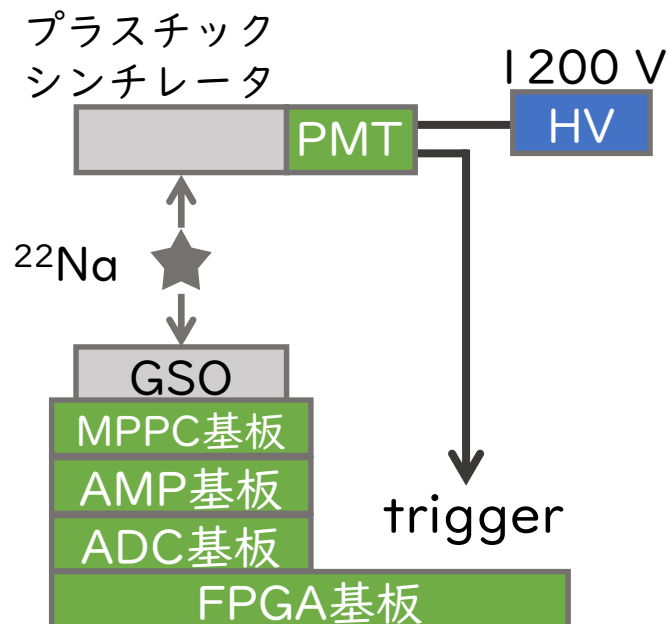 プラスチック
シンチレータ
1200 V
PMT
HV
²²Na
GSO
MPPC基板
AMP基板
trigger
ADC基板
FPGA基板